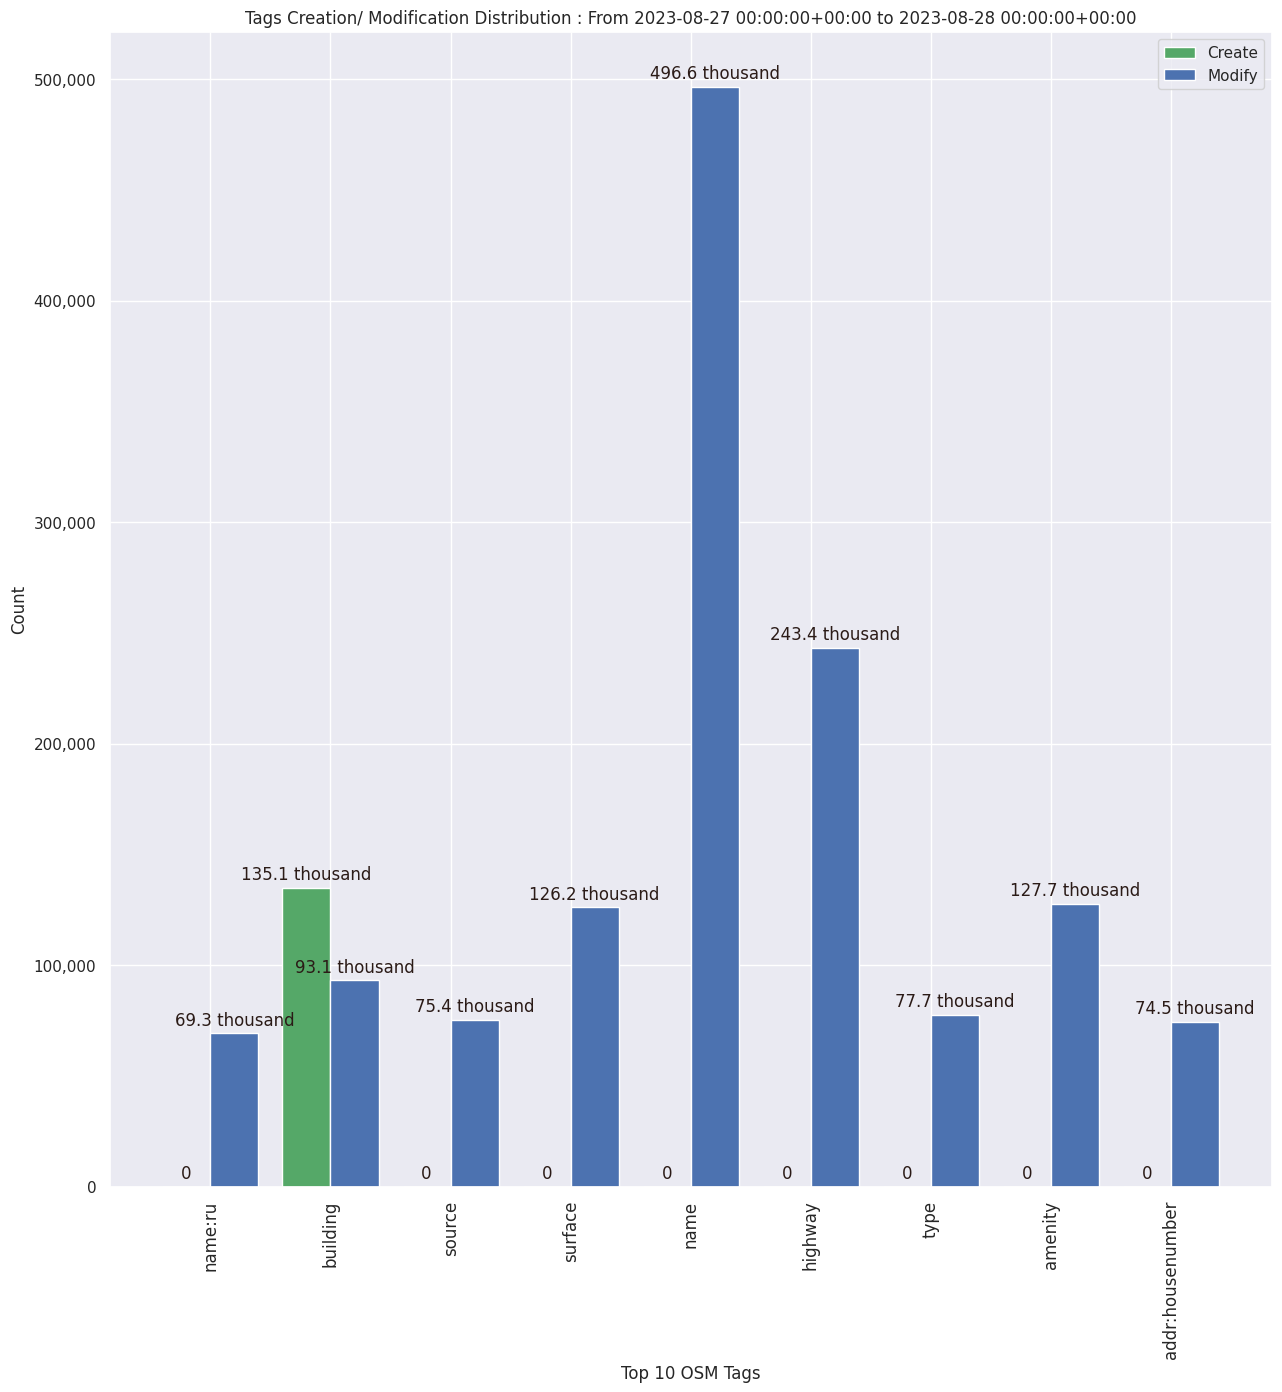 Tags Creation/ Modification Distribution : From 2023-08-27 00:00:00+00:00 to 2023-08-28 00:00:00+00:00
Create
Modify
500,000
400,000
300,000
200,000
100,000
0
Count
496.6 thousand
243.4 thousand
135.1 thousand
126.2 thousand
127.7 thousand
93.1 thousand
75.4 thousand
77.7 thousand
74.5 thousand
69.3 thousand
0
0
0
0
0
0
0
0
name:ru
building
source
surface
name
highway
type
amenity
addr:housenumber
Top 10 OSM Tags